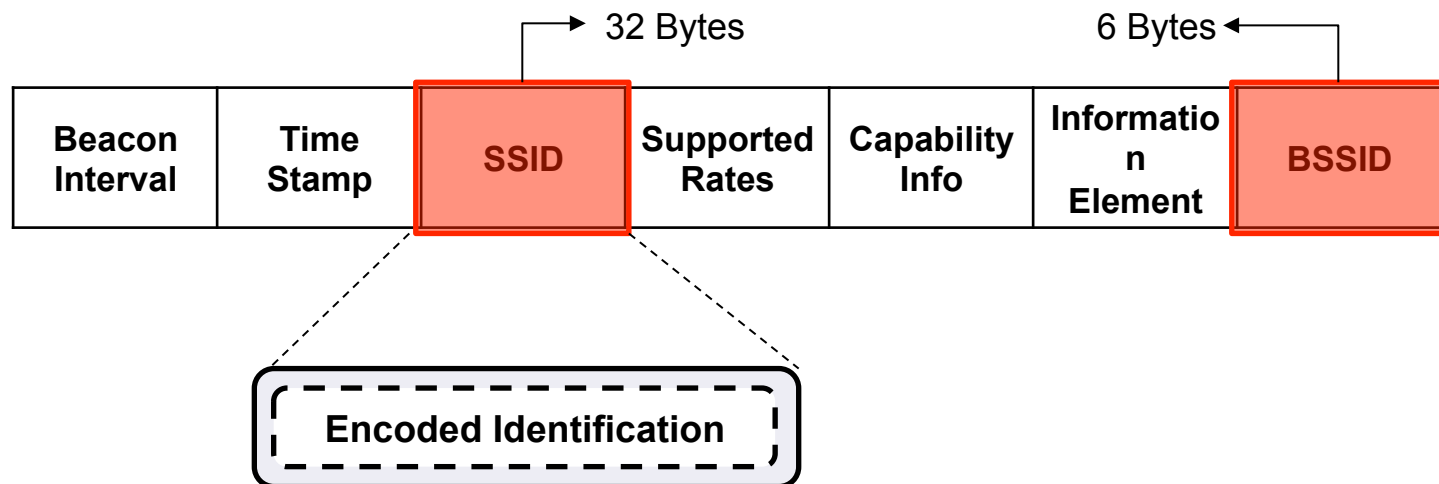 32 Bytes
6 Bytes
Beacon
Interval
Time
Stamp
SSID
Supported
Rates
Capability
Info
Informatio
n
Element
BSSID
Encoded Identification